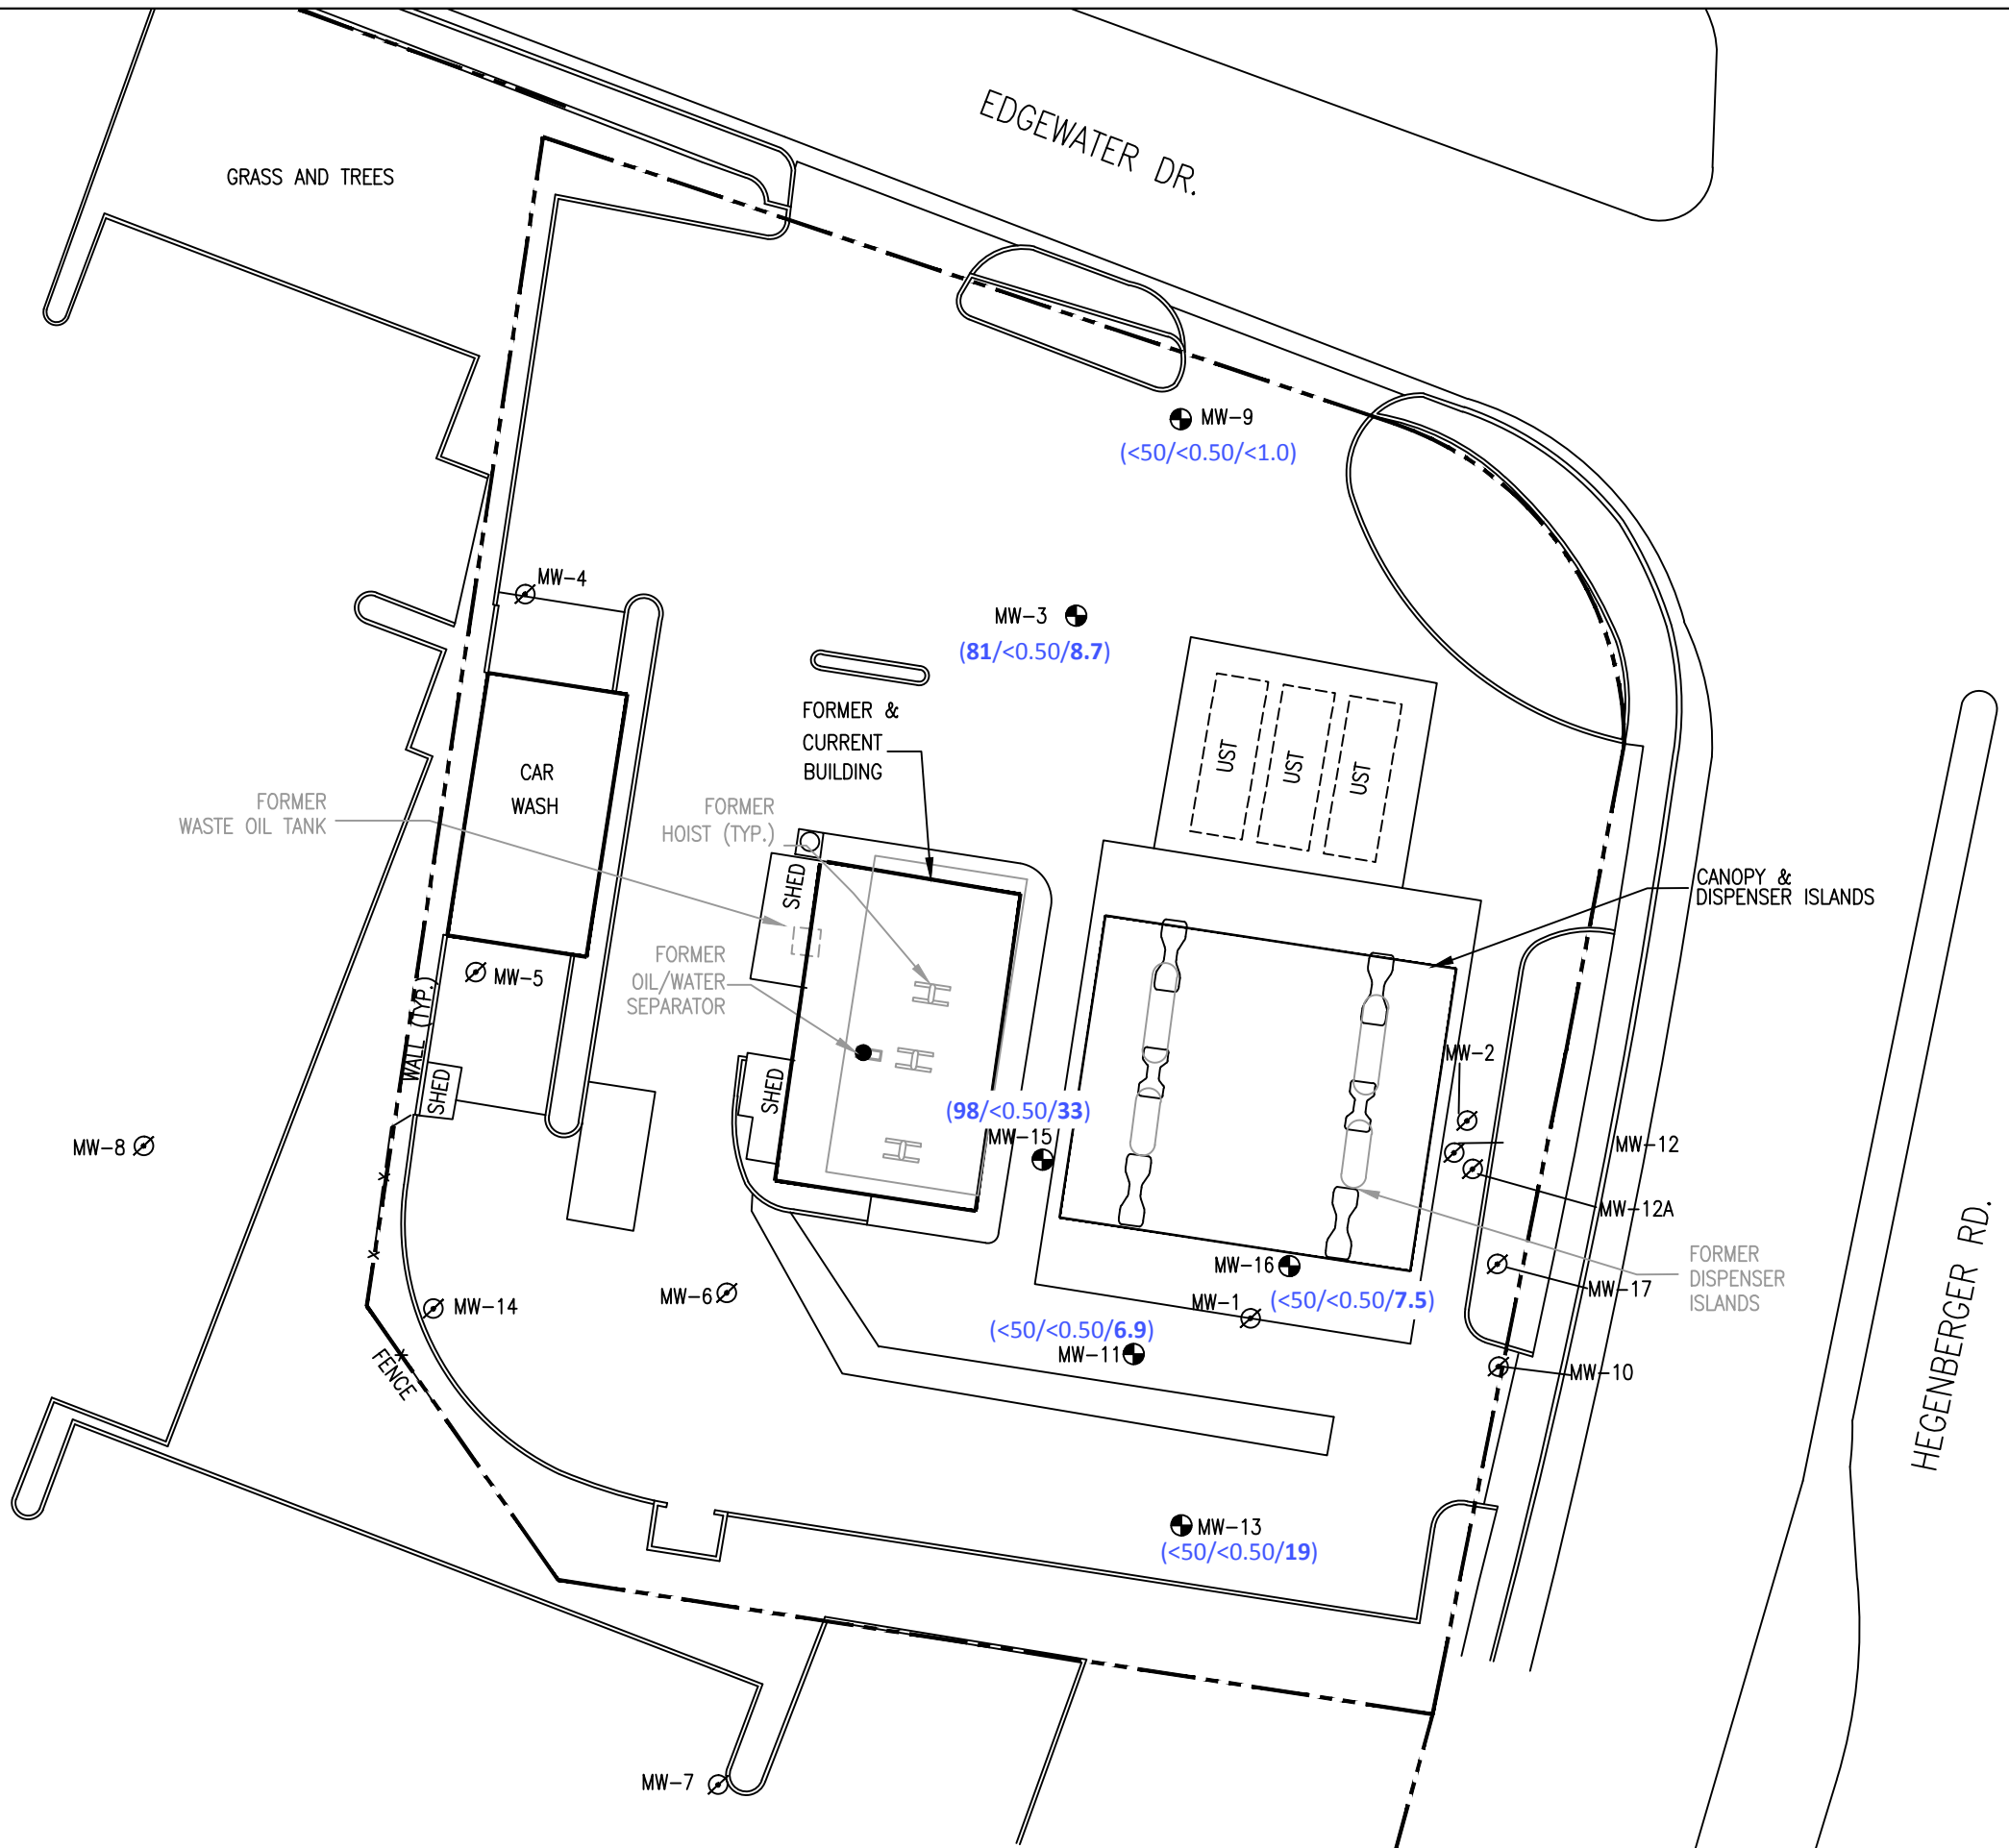 EDGEWATER DR.
GRASS AND TREES
MW-9
(<50/<0.50/<1.0)
MW-4
MW-3
(81/<0.50/8.7)
FORMER &
CURRENT
BUILDING
UST
UST
UST
CAR
WASH
FORMER
WASTE OIL TANK
FORMER
HOIST (TYP.)
SHED
CANOPY &
DISPENSER ISLANDS
FORMER
OIL/WATER
SEPARATOR
MW-5
WALL (TYP.)
SHED
SHED
MW-2
(98/<0.50/33)
MW-15
MW-8
MW-12
MW-12A
MW-16
(<50/<0.50/7.5)
MW-17
FORMER
DISPENSER
ISLANDS
MW-6
MW-14
MW-1
(<50/<0.50/6.9)
MW-11
MW-10
FENCE
HEGENBERGER RD.
MW-13
(<50/<0.50/19)
MW-7